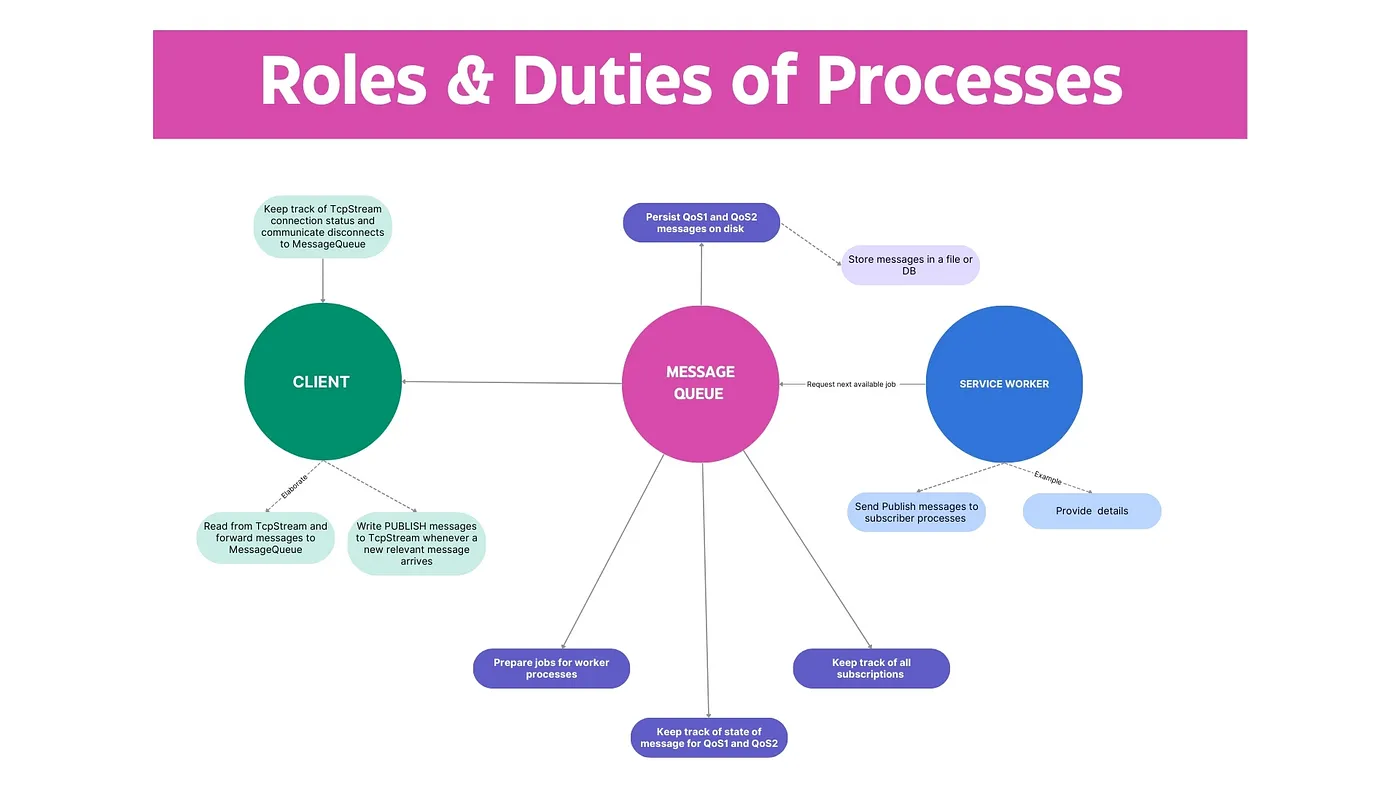 Roles & Duties of Processes
Keep track of TcpStream
connection status and
communicate disconnects
to MessageQueue
Persist QoS1 and QoS2
messages on disk
Store messages in a file or
DB
CLIENT
MESSAGE
QUEUE
Request next available job
SERVICE WORKER
Elaborate
Example
Read from TcpStream and
forward messages to
MessageQueue
Write PUBLISH messages
to TcpStream whenever a
new relevant message
arrives
Send Publish messages to
subscriber processes
Provide details
Prepare jobs for worker
processes
Keep track of all
subscriptions
Keep track of state of
message for QoS1 and QoS2